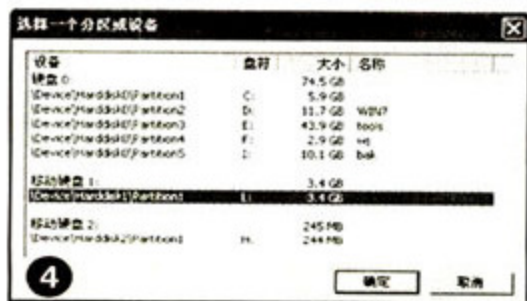 选择一个分区或设备
设备 盘符 大小 名称
硬盘 0: 74.5 GB
\Device\Harddisk0\Partition1 C: 5.9 GB
\Device\Harddisk0\Partition2 D: 11.7 GB WIN7
\Device\Harddisk0\Partition3 E: 43.9 GB tools
\Device\Harddisk0\Partition4 F: 2.9 GB
\Device\Harddisk0\Partition5 I: 10.1 GB bak
移动硬盘 1: 3.4 GB
\Device\Harddisk1\Partition1 L: 3.4 GB
移动硬盘 2: 245 MB
\Device\Harddisk2\Partition1 H: 244 MB
4
确定 取消